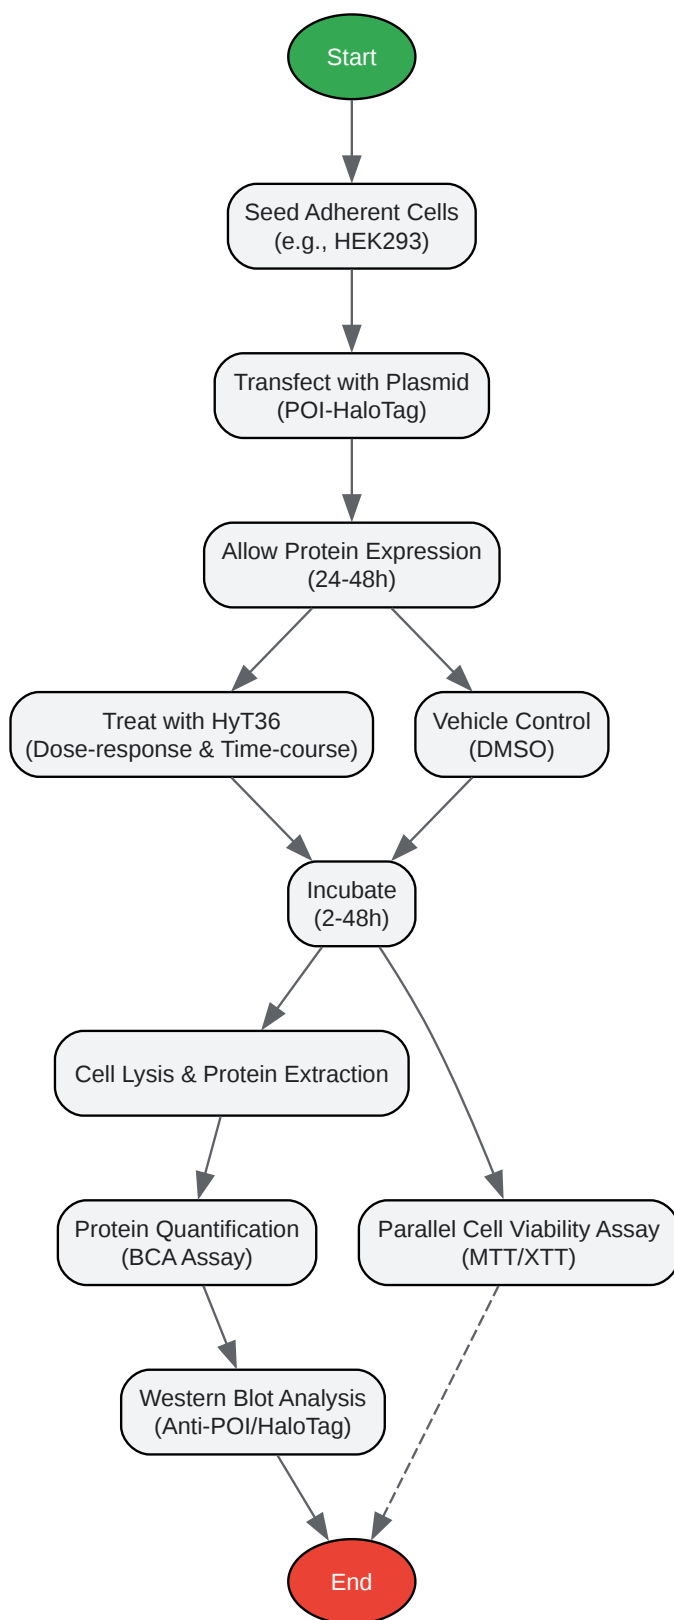 Start
Seed Adherent Cells
(e.g., HEK293)
Transfect with Plasmid
(POI-HaloTag)
Allow Protein Expression
(24-48h)
Treat with HyT36
(Dose-response & Time-course)
Vehicle Control
(DMSO)
Incubate
(2-48h)
Cell Lysis & Protein Extraction
Protein Quantification
(BCA Assay)
Parallel Cell Viability Assay
(MTT/XTT)
Western Blot Analysis
(Anti-POI/HaloTag)
End